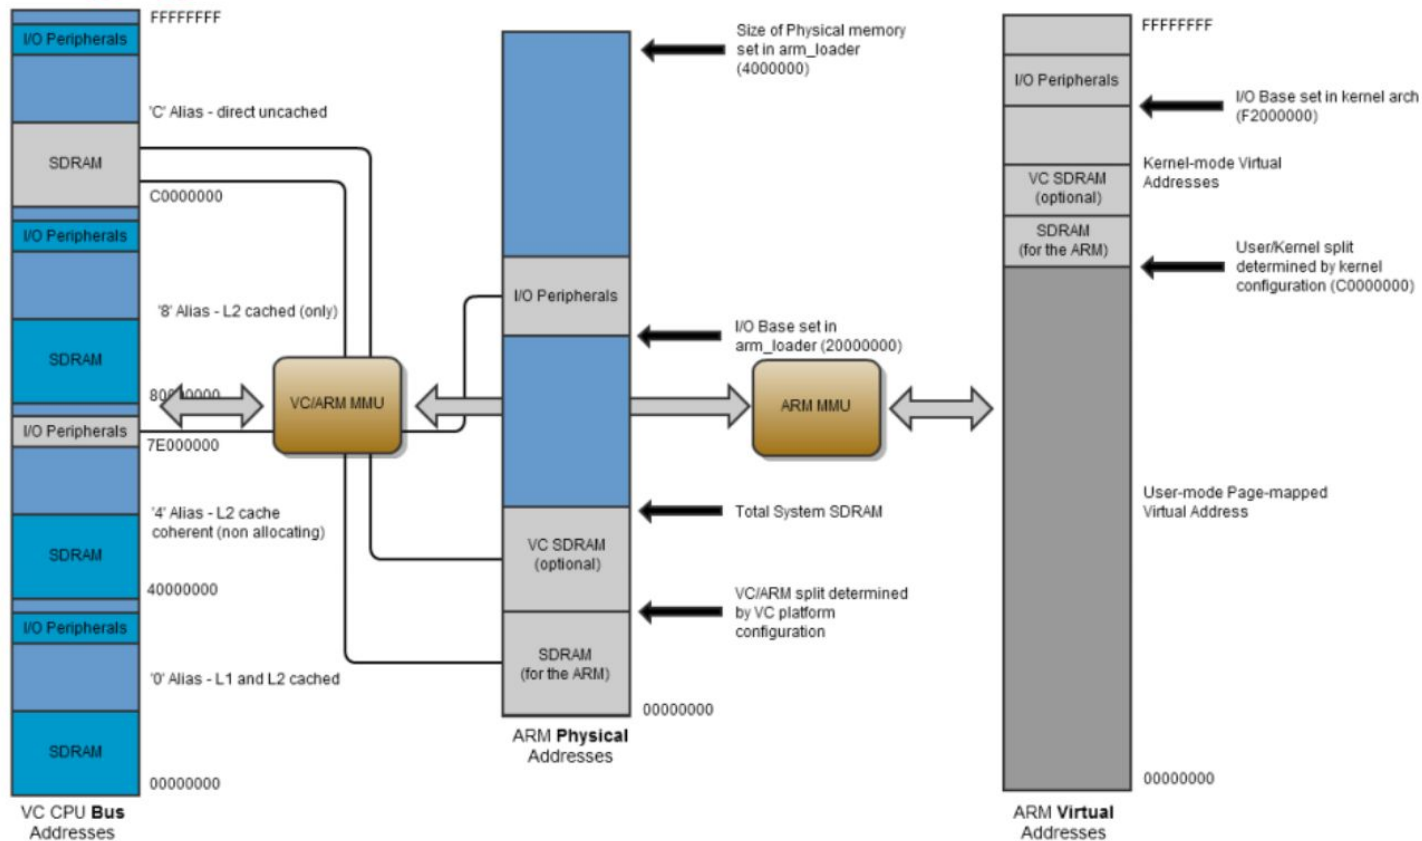 FFFFFFFF
I/O Peripherals
'C' Alias - direct uncached
SDRAM
C0000000
I/O Peripherals
'8' Alias - L2 cached (only)
SDRAM
80000000
I/O Peripherals
7E000000
'4' Alias - L2 cache
coherent (non allocating)
SDRAM
40000000
I/O Peripherals
'0' Alias - L1 and L2 cached
SDRAM
00000000
VC CPU Bus
Addresses
VC/ARM MMU
Size of Physical memory
set in arm_loader
(4000000)
I/O Peripherals
I/O Base set in
arm_loader (20000000)
Total System SDRAM
VC SDRAM
(optional)
VC/ARM split determined
by VC platform
configuration
SDRAM
(for the ARM)
00000000
ARM Physical
Addresses
ARM MMU
FFFFFFFF
I/O Peripherals
I/O Base set in kernel arch
(F2000000)
Kernel-mode Virtual
Addresses
VC SDRAM
(optional)
SDRAM
(for the ARM)
User/Kernel split
determined by kernel
configuration (C0000000)
User-mode Page-mapped
Virtual Address
00000000
ARM Virtual
Addresses